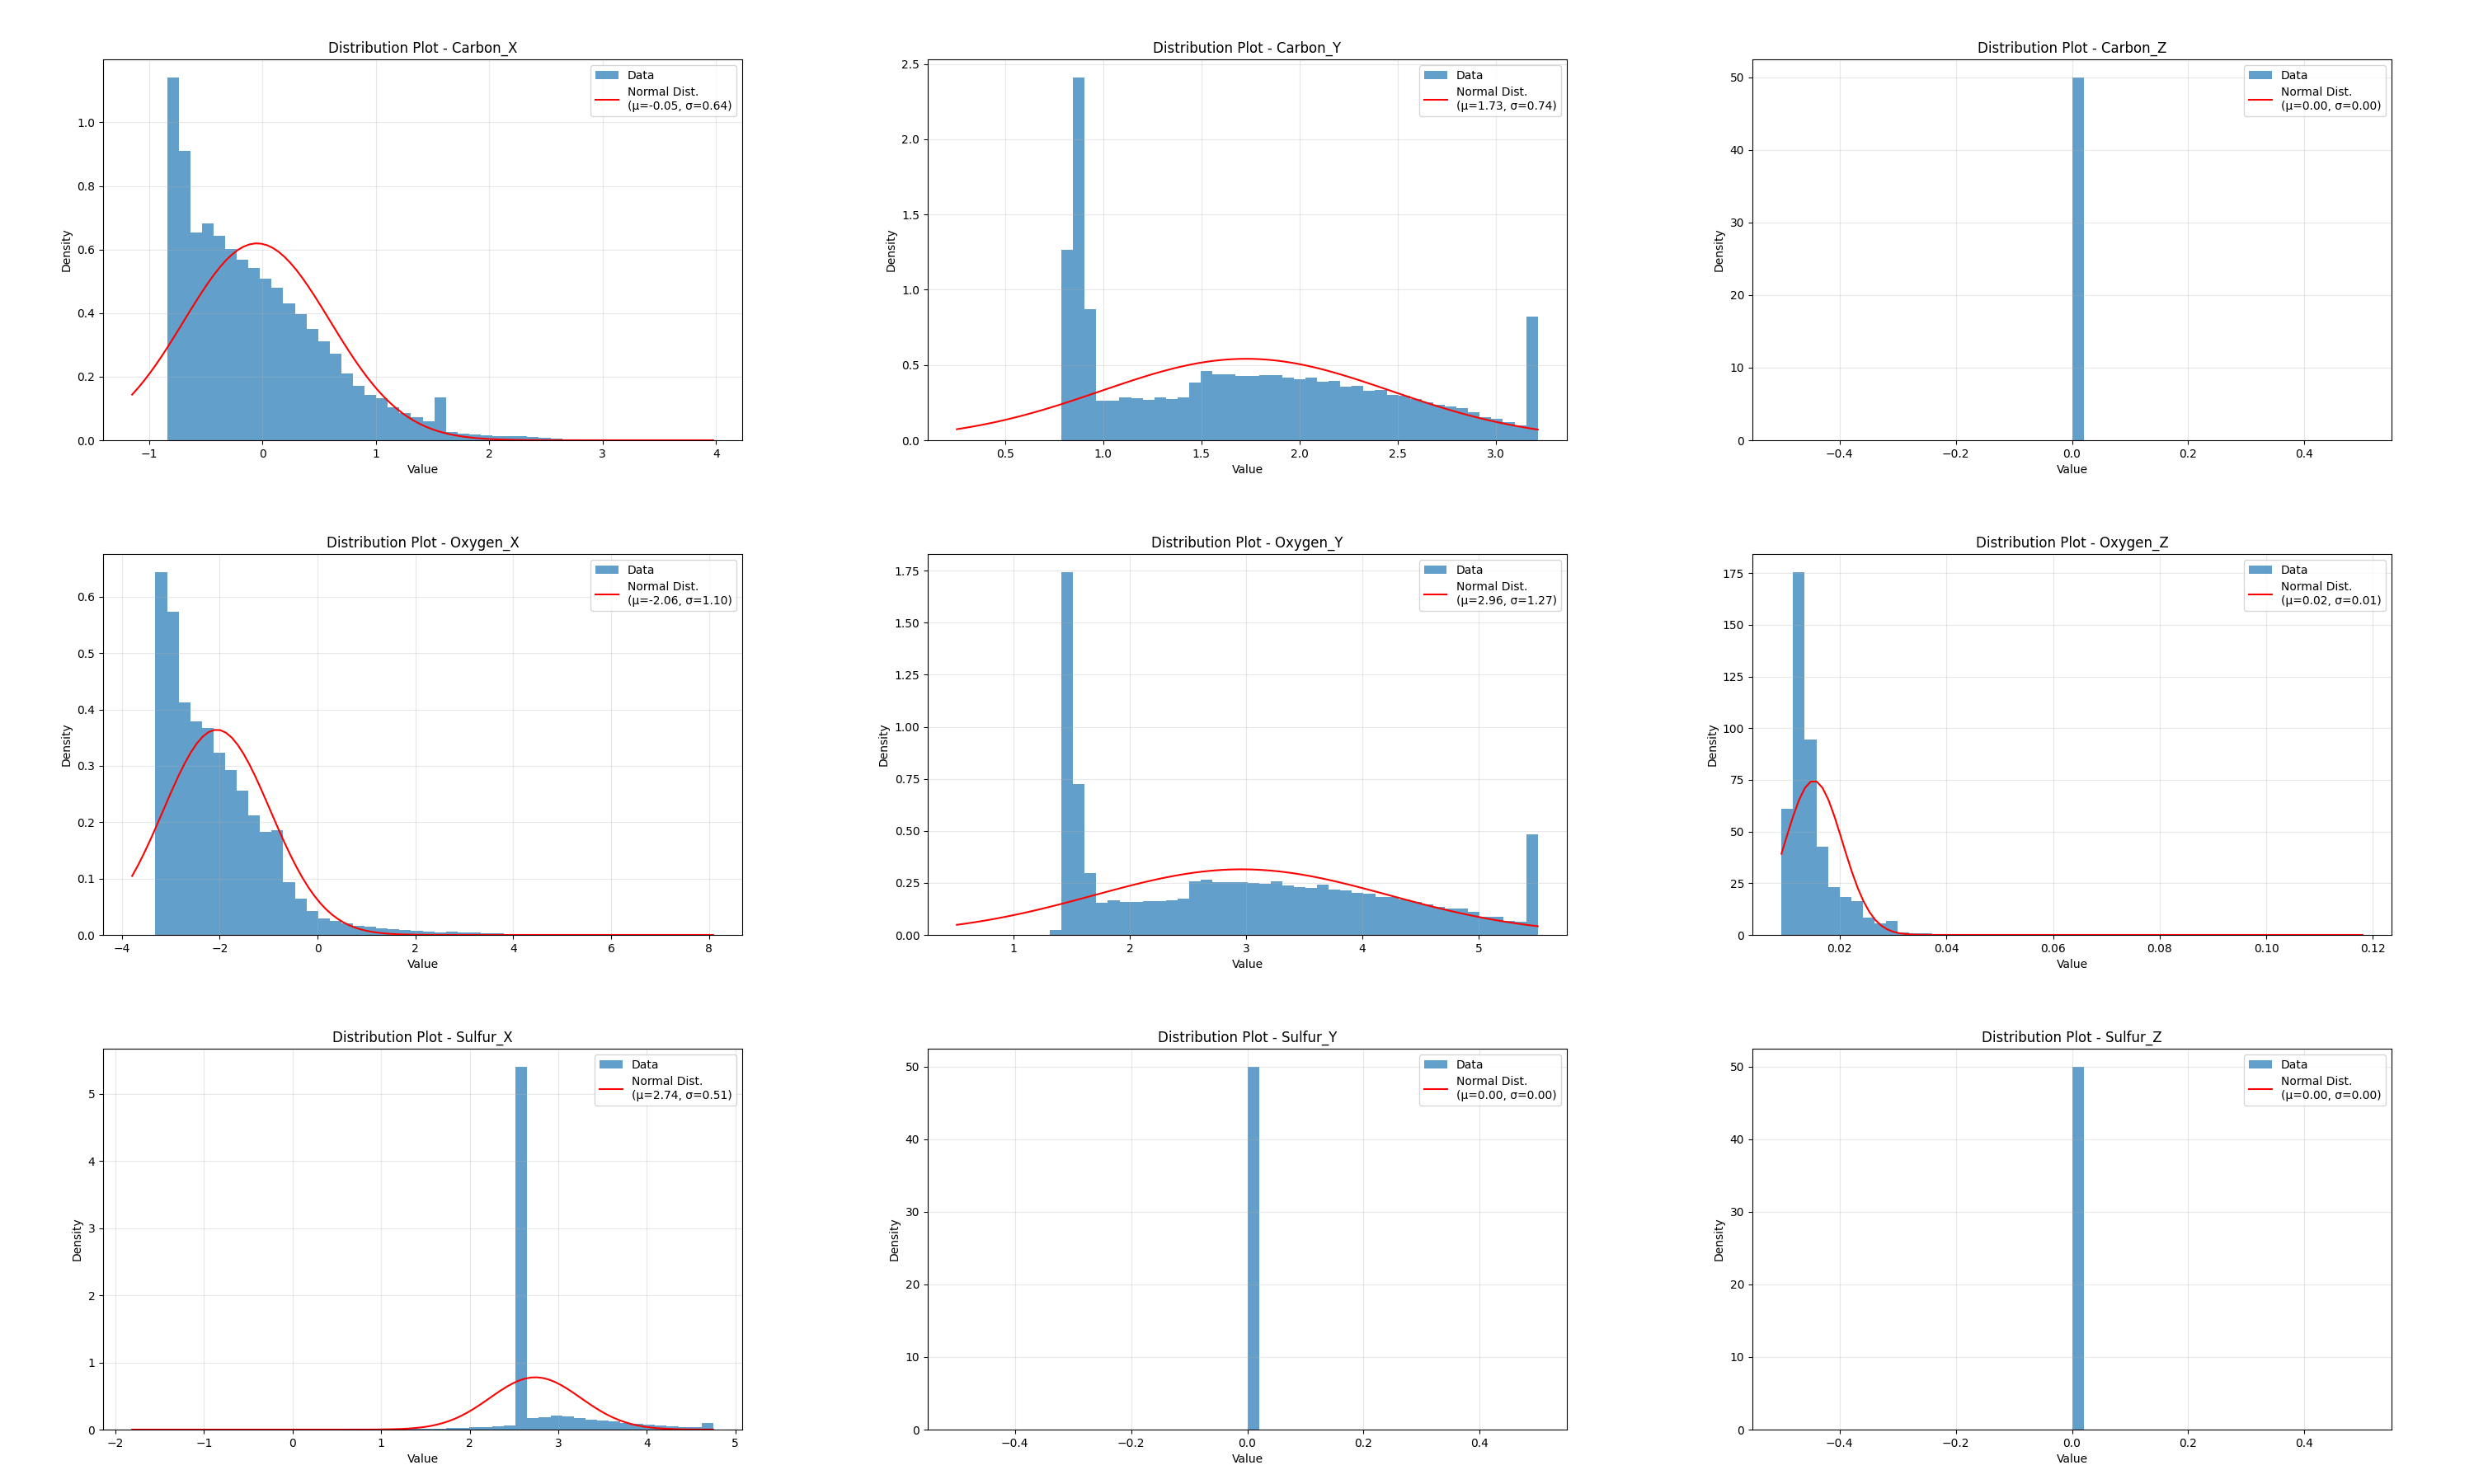 Distribution Plot - Carbon_X
Data
Normal Dist.
(μ=-0.05, σ=0.64)
Density
1.0
0.8
0.6
0.4
0.2
0.0
−1
0
1
2
3
4
Value
Distribution Plot - Carbon_Y
Data
Normal Dist.
(μ=1.73, σ=0.74)
Density
2.5
2.0
1.5
1.0
0.5
0.0
0.5
1.0
1.5
2.0
2.5
3.0
Value
Distribution Plot - Carbon_Z
Data
Normal Dist.
(μ=0.00, σ=0.00)
Density
50
40
30
20
10
0
−0.4
−0.2
0.0
0.2
0.4
Value
Distribution Plot - Oxygen_X
Data
Normal Dist.
(μ=-2.06, σ=1.10)
Density
0.6
0.5
0.4
0.3
0.2
0.1
0.0
−4
−2
0
2
4
6
8
Value
Distribution Plot - Oxygen_Y
Data
Normal Dist.
(μ=2.96, σ=1.27)
Density
1.75
1.50
1.25
1.00
0.75
0.50
0.25
0.00
1
2
3
4
5
Value
Distribution Plot - Oxygen_Z
Data
Normal Dist.
(μ=0.02, σ=0.01)
Density
175
150
125
100
75
50
25
0
0.02
0.04
0.06
0.08
0.10
0.12
Value
Distribution Plot - Sulfur_X
Data
Normal Dist.
(μ=2.74, σ=0.51)
Density
5
4
3
2
1
0
−2
−1
0
1
2
3
4
5
Value
Distribution Plot - Sulfur_Y
Data
Normal Dist.
(μ=0.00, σ=0.00)
Density
50
40
30
20
10
0
−0.4
−0.2
0.0
0.2
0.4
Value
Distribution Plot - Sulfur_Z
Data
Normal Dist.
(μ=0.00, σ=0.00)
Density
50
40
30
20
10
0
−0.4
−0.2
0.0
0.2
0.4
Value